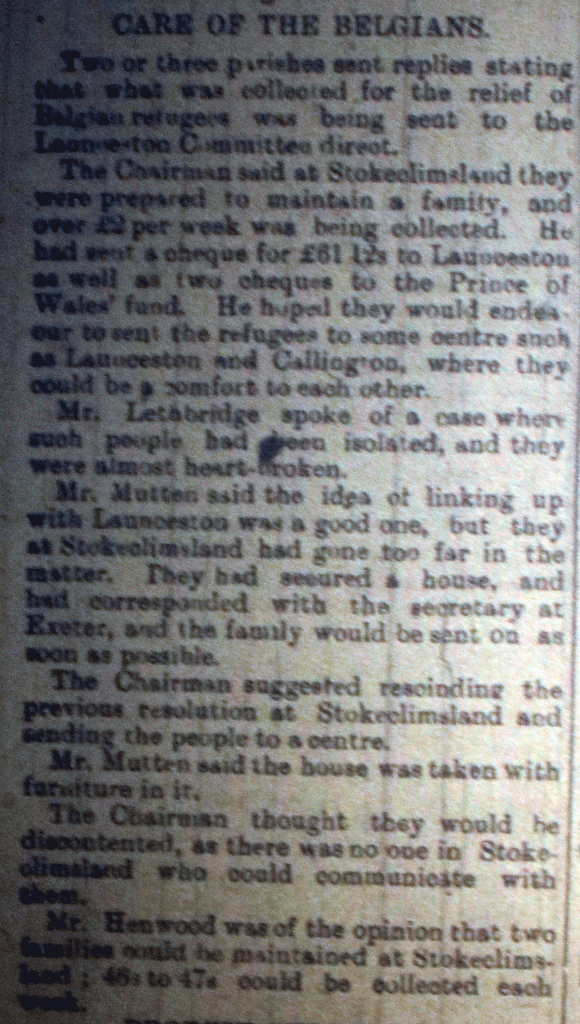 CARE OF THE BELGIANS.
Two or three parishes sent replies stating
that what was collected for the relief of
Belgian refugees was being sent to the
Launceston Committee direct.
The Chairman said at Stokeclimsland they
were prepared to maintain a family, and
over £2 per week was being collected. He
had sent a cheque for £61 12s to Launceston
as well as two cheques to the Prince of
Wales' fund. He hoped they would endea-
our to sent the refugees to some centre such
as Launceston and Callington, where they
could be a comfort to each other.
Mr. Lethbridge spoke of a case where
such people had been isolated, and they
were almost heart-broken.
Mr. Mutten said the idea of linking up
with Launceston was a good one, but they
at Stokeclimsland had gone too far in the
matter. They had secured a house, and
had corresponded with the secretary at
Exeter, and the family would be sent on as
soon as possible.
The Chairman suggested rescinding the
previous resolution at Stokeclimsland and
sending the people to a centre.
Mr. Mutten said the house was taken with
furniture in it.
The Chairman thought they would be
discontented, as there was no one in Stoke-
climsland who could communicate with
them.
Mr. Henwood was of the opinion that two
families could be maintained at Stokeclims-
land; 46s to 47s could be collected each
week.